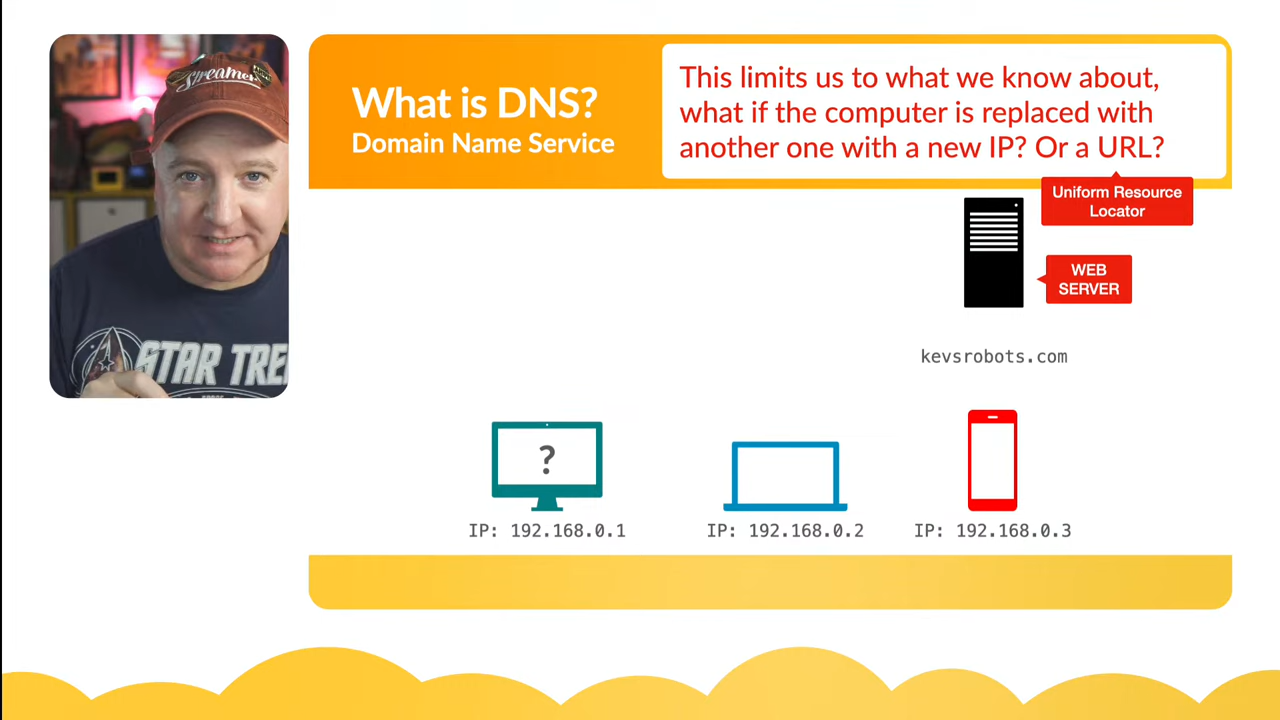 Streamer
STAR TRE
What is DNS?
Domain Name Service
This limits us to what we know about,
what if the computer is replaced with
another one with a new IP? Or a URL?
Uniform Resource
Locator
WEB
SERVER
kevsrobots.com
?
IP: 192.168.0.1
IP: 192.168.0.2
IP: 192.168.0.3